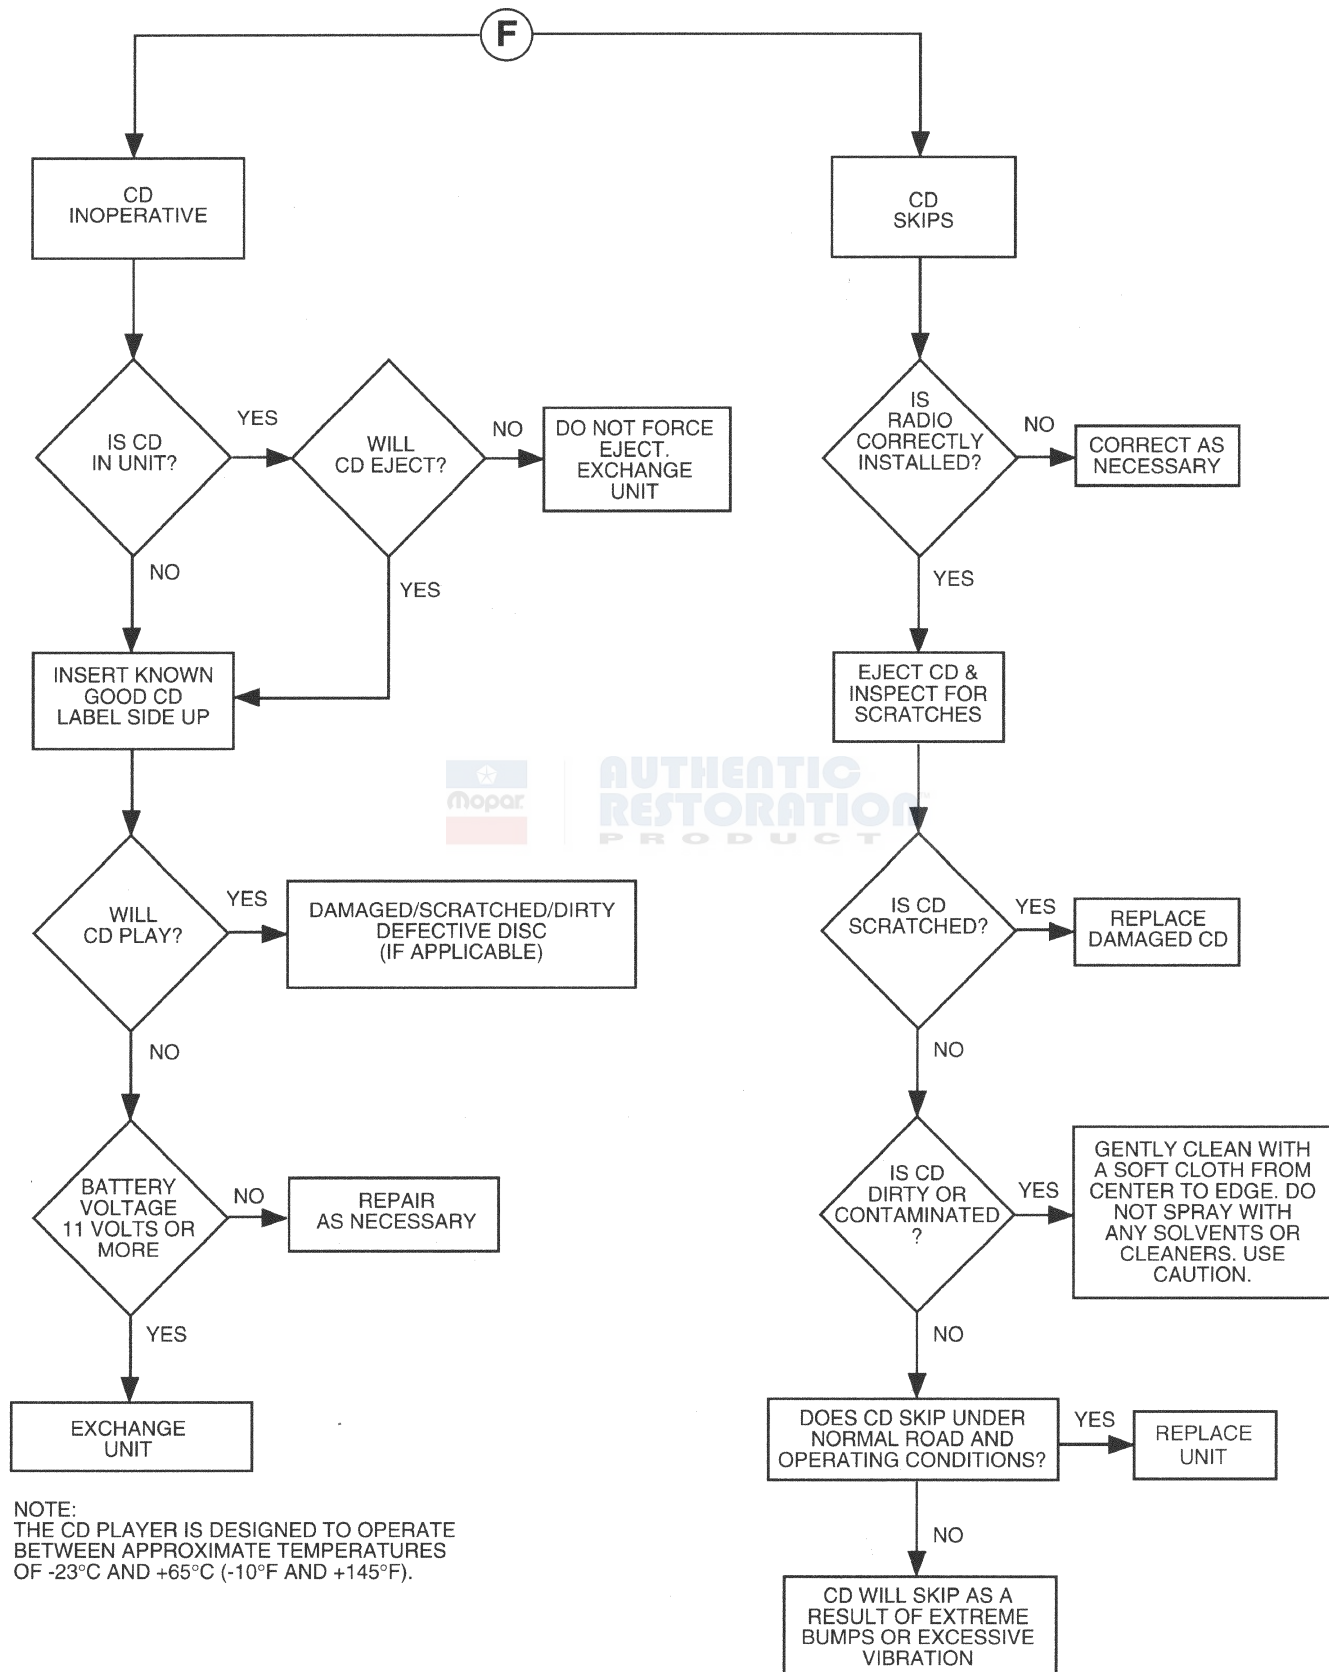 F
CD
INOPERATIVE
IS CD
IN UNIT?
YES
WILL
CD EJECT?
NO
DO NOT FORCE
EJECT.
EXCHANGE
UNIT
NO
YES
INSERT KNOWN
GOOD CD
LABEL SIDE UP
WILL
CD PLAY?
YES
DAMAGED/SCRATCHED/DIRTY
DEFECTIVE DISC
(IF APPLICABLE)
NO
BATTERY
VOLTAGE
11 VOLTS OR
MORE
NO
REPAIR
AS NECESSARY
YES
EXCHANGE
UNIT
NOTE:
THE CD PLAYER IS DESIGNED TO OPERATE
BETWEEN APPROXIMATE TEMPERATURES
OF -23°C AND +65°C (-10°F AND +145°F).
CD
SKIPS
IS
RADIO
CORRECTLY
INSTALLED?
NO
CORRECT AS
NECESSARY
YES
EJECT CD &
INSPECT FOR
SCRATCHES
IS CD
SCRATCHED?
YES
REPLACE
DAMAGED CD
NO
IS CD
DIRTY OR
CONTAMINATED
?
YES
GENTLY CLEAN WITH
A SOFT CLOTH FROM
CENTER TO EDGE. DO
NOT SPRAY WITH
ANY SOLVENTS OR
CLEANERS. USE
CAUTION.
NO
DOES CD SKIP UNDER
NORMAL ROAD AND
OPERATING CONDITIONS?
YES
REPLACE
UNIT
NO
CD WILL SKIP AS A
RESULT OF EXTREME
BUMPS OR EXCESSIVE
VIBRATION
Mopar
AUTHENTIC
RESTORATION™
PRODUCT